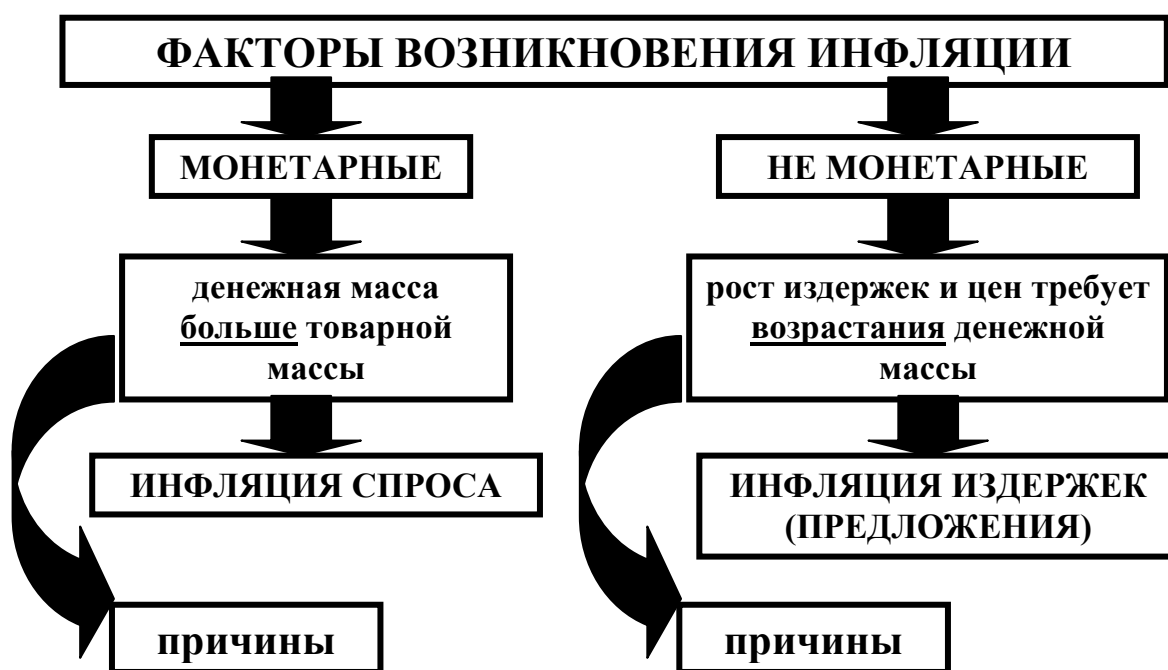 ФАКТОРЫ ВОЗНИКНОВЕНИЯ ИНФЛЯЦИИ
МОНЕТАРНЫЕ
НЕ МОНЕТАРНЫЕ
денежная масса
больше товарной
массы
рост издержек и цен требует
возрастания денежной
массы
ИНФЛЯЦИЯ СПРОСА
ИНФЛЯЦИЯ ИЗДЕРЖЕК
(ПРЕДЛОЖЕНИЯ)
причины
причины